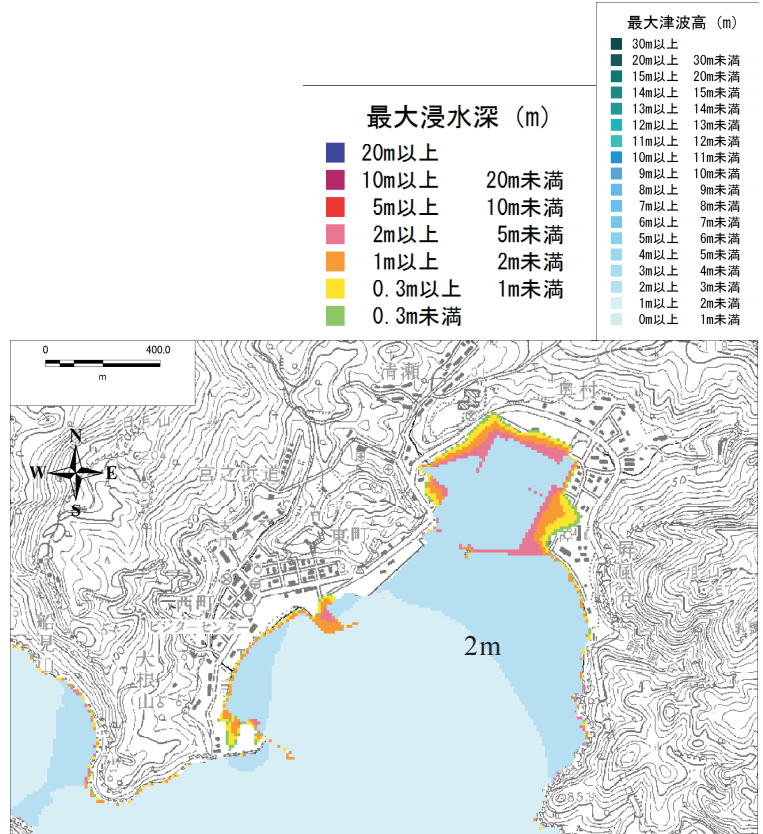 最大津波高 (m)
30m以上
20m以上 30m未満
15m以上 20m未満
14m以上 15m未満
13m以上 14m未満
12m以上 13m未満
11m以上 12m未満
10m以上 11m未満
9m以上 10m未満
8m以上 9m未満
7m以上 8m未満
6m以上 7m未満
5m以上 6m未満
4m以上 5m未満
3m以上 4m未満
2m以上 3m未満
1m以上 2m未満
0m以上 1m未満
最大浸水深 (m)
20m以上
10m以上 20m未満
5m以上 10m未満
2m以上 5m未満
1m以上 2m未満
0.3m以上 1m未満
0.3m未満
0 400.0
m
清瀬
奥村
N
W E
S
宮之浜道
東町
屏風谷
西町
ビジターセンター
船見山
大根山
2m